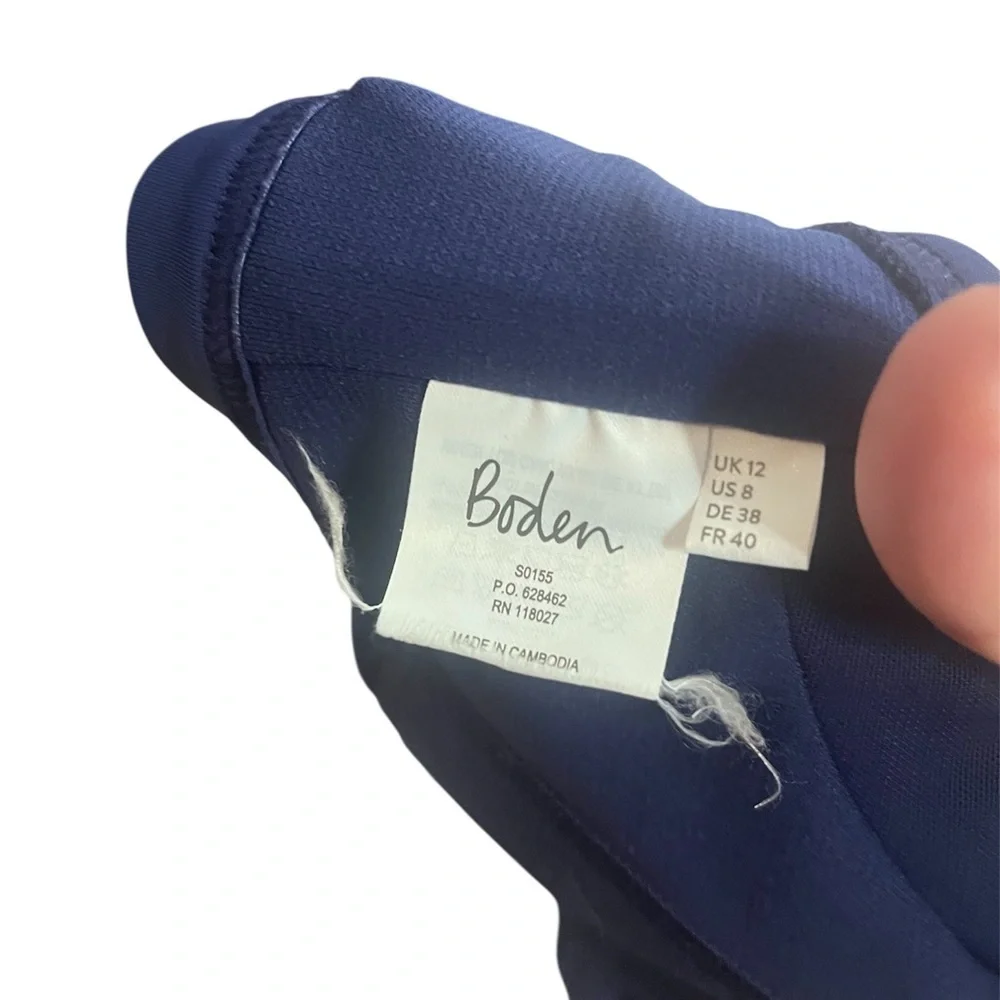 Boden
S0155
P.O. 628462
RN 118027
MADE IN CAMBODIA
UK 12
US 8
DE 38
FR 40